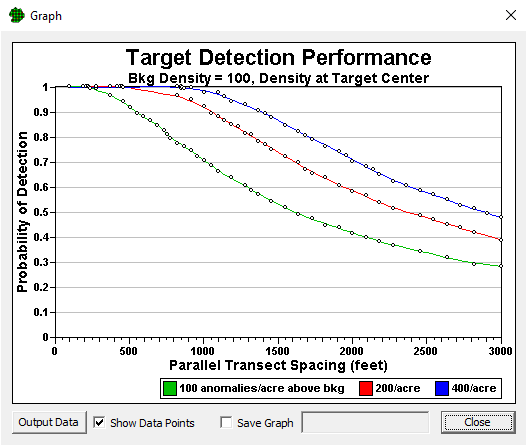 Graph
Target Detection Performance
Bkg Density = 100, Density at Target Center
Probability of Detection
1
0.9
0.8
0.7
0.6
0.5
0.4
0.3
0.2
0.1
0
0 500 1000 1500 2000 2500 3000
Parallel Transect Spacing (feet)
100 anomalies/acre above bkg 200/acre 400/acre
Output Data Show Data Points Save Graph Close